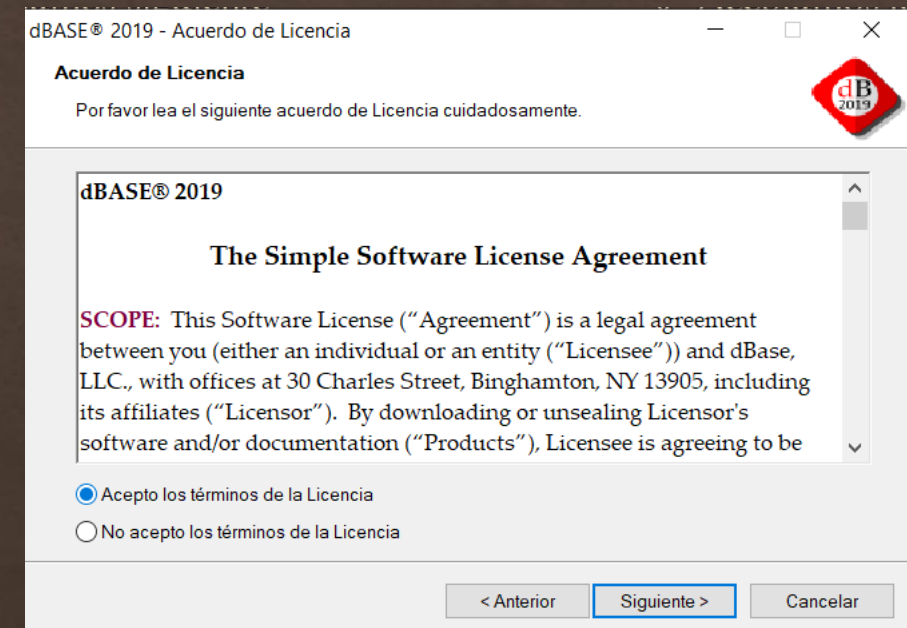 dBASE® 2019 - Acuerdo de Licencia
Acuerdo de Licencia
Por favor lea el siguiente acuerdo de Licencia cuidadosamente.
dB
2019
dBASE® 2019
The Simple Software License Agreement
SCOPE: This Software License (“Agreement”) is a legal agreement
between you (either an individual or an entity (“Licensee”)) and dBase,
LLC., with offices at 30 Charles Street, Binghamton, NY 13905, including
its affiliates (“Licensor”). By downloading or unsealing Licensor's
software and/or documentation (“Products”), Licensee is agreeing to be
Acepto los términos de la Licencia
No acepto los términos de la Licencia
< Anterior
Siguiente >
Cancelar